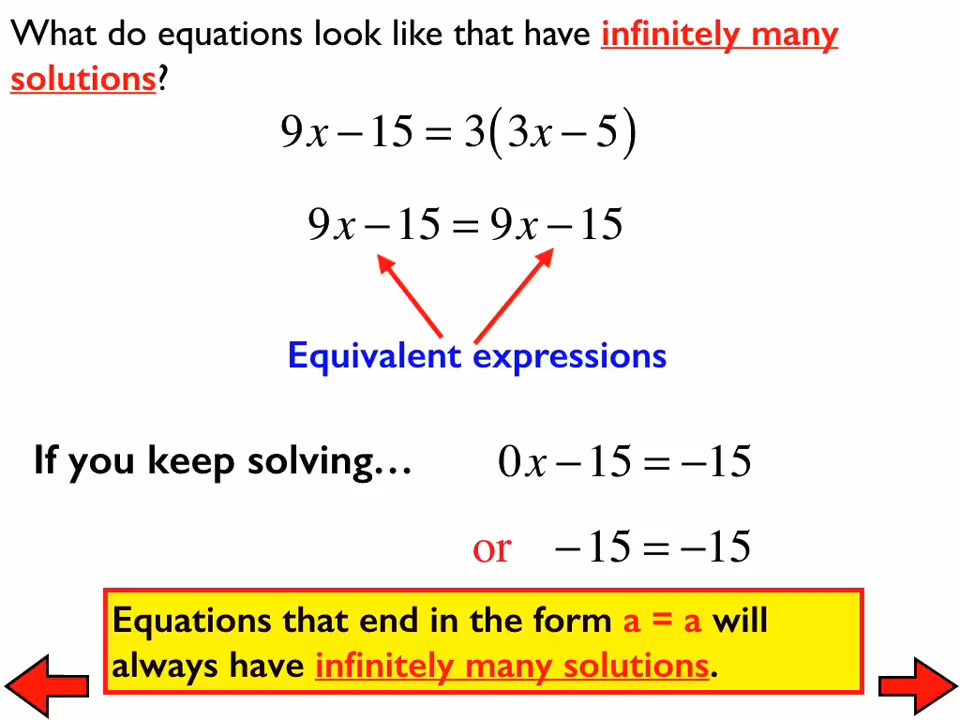 What do equations look like that have infinitely many
solutions?
9x − 15 = 3(3x − 5)
9x − 15 = 9x − 15
Equivalent expressions
If you keep solving… 0x − 15 = −15
or −15 = −15
Equations that end in the form a = a will
always have infinitely many solutions.